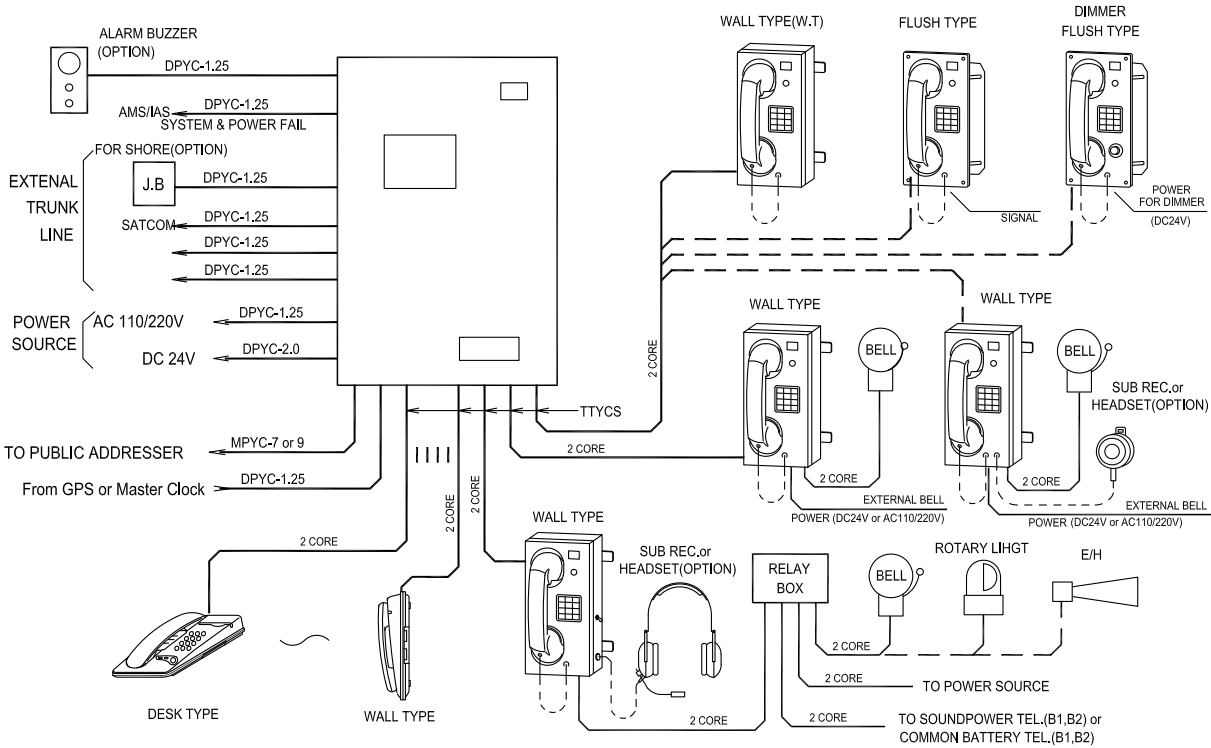 ALARM BUZZER
(OPTION)
DPYC-1.25
AMS/IAS
DPYC-1.25
SYSTEM & POWER FAIL
FOR SHORE(OPTION)
EXTENAL
TRUNK
LINE
J.B
DPYC-1.25
SATCOM
DPYC-1.25
DPYC-1.25
DPYC-1.25
POWER
SOURCE
AC 110/220V
DPYC-1.25
DC 24V
DPYC-2.0
TTYCS
TO PUBLIC ADDRESSER
MPYC-7 or 9
From GPS or Master Clock
DPYC-1.25
WALL TYPE(W.T)
FLUSH TYPE
DIMMER
FLUSH TYPE
SIGNAL
POWER
FOR DIMMER
(DC24V)
2 CORE
WALL TYPE
BELL
2 CORE
2 CORE
EXTERNAL BELL
POWER (DC24V or AC110/220V)
WALL TYPE
BELL
SUB REC.or
HEADSET(OPTION)
2 CORE
EXTERNAL BELL
POWER (DC24V or AC110/220V)
2 CORE
2 CORE
2 CORE
DESK TYPE
WALL TYPE
WALL TYPE
SUB REC.or
HEADSET(OPTION)
2 CORE
RELAY
BOX
BELL
ROTARY LIHGT
E/H
2 CORE
2 CORE
TO POWER SOURCE
2 CORE
TO SOUNDPOWER TEL.(B1,B2) or
COMMON BATTERY TEL.(B1,B2)